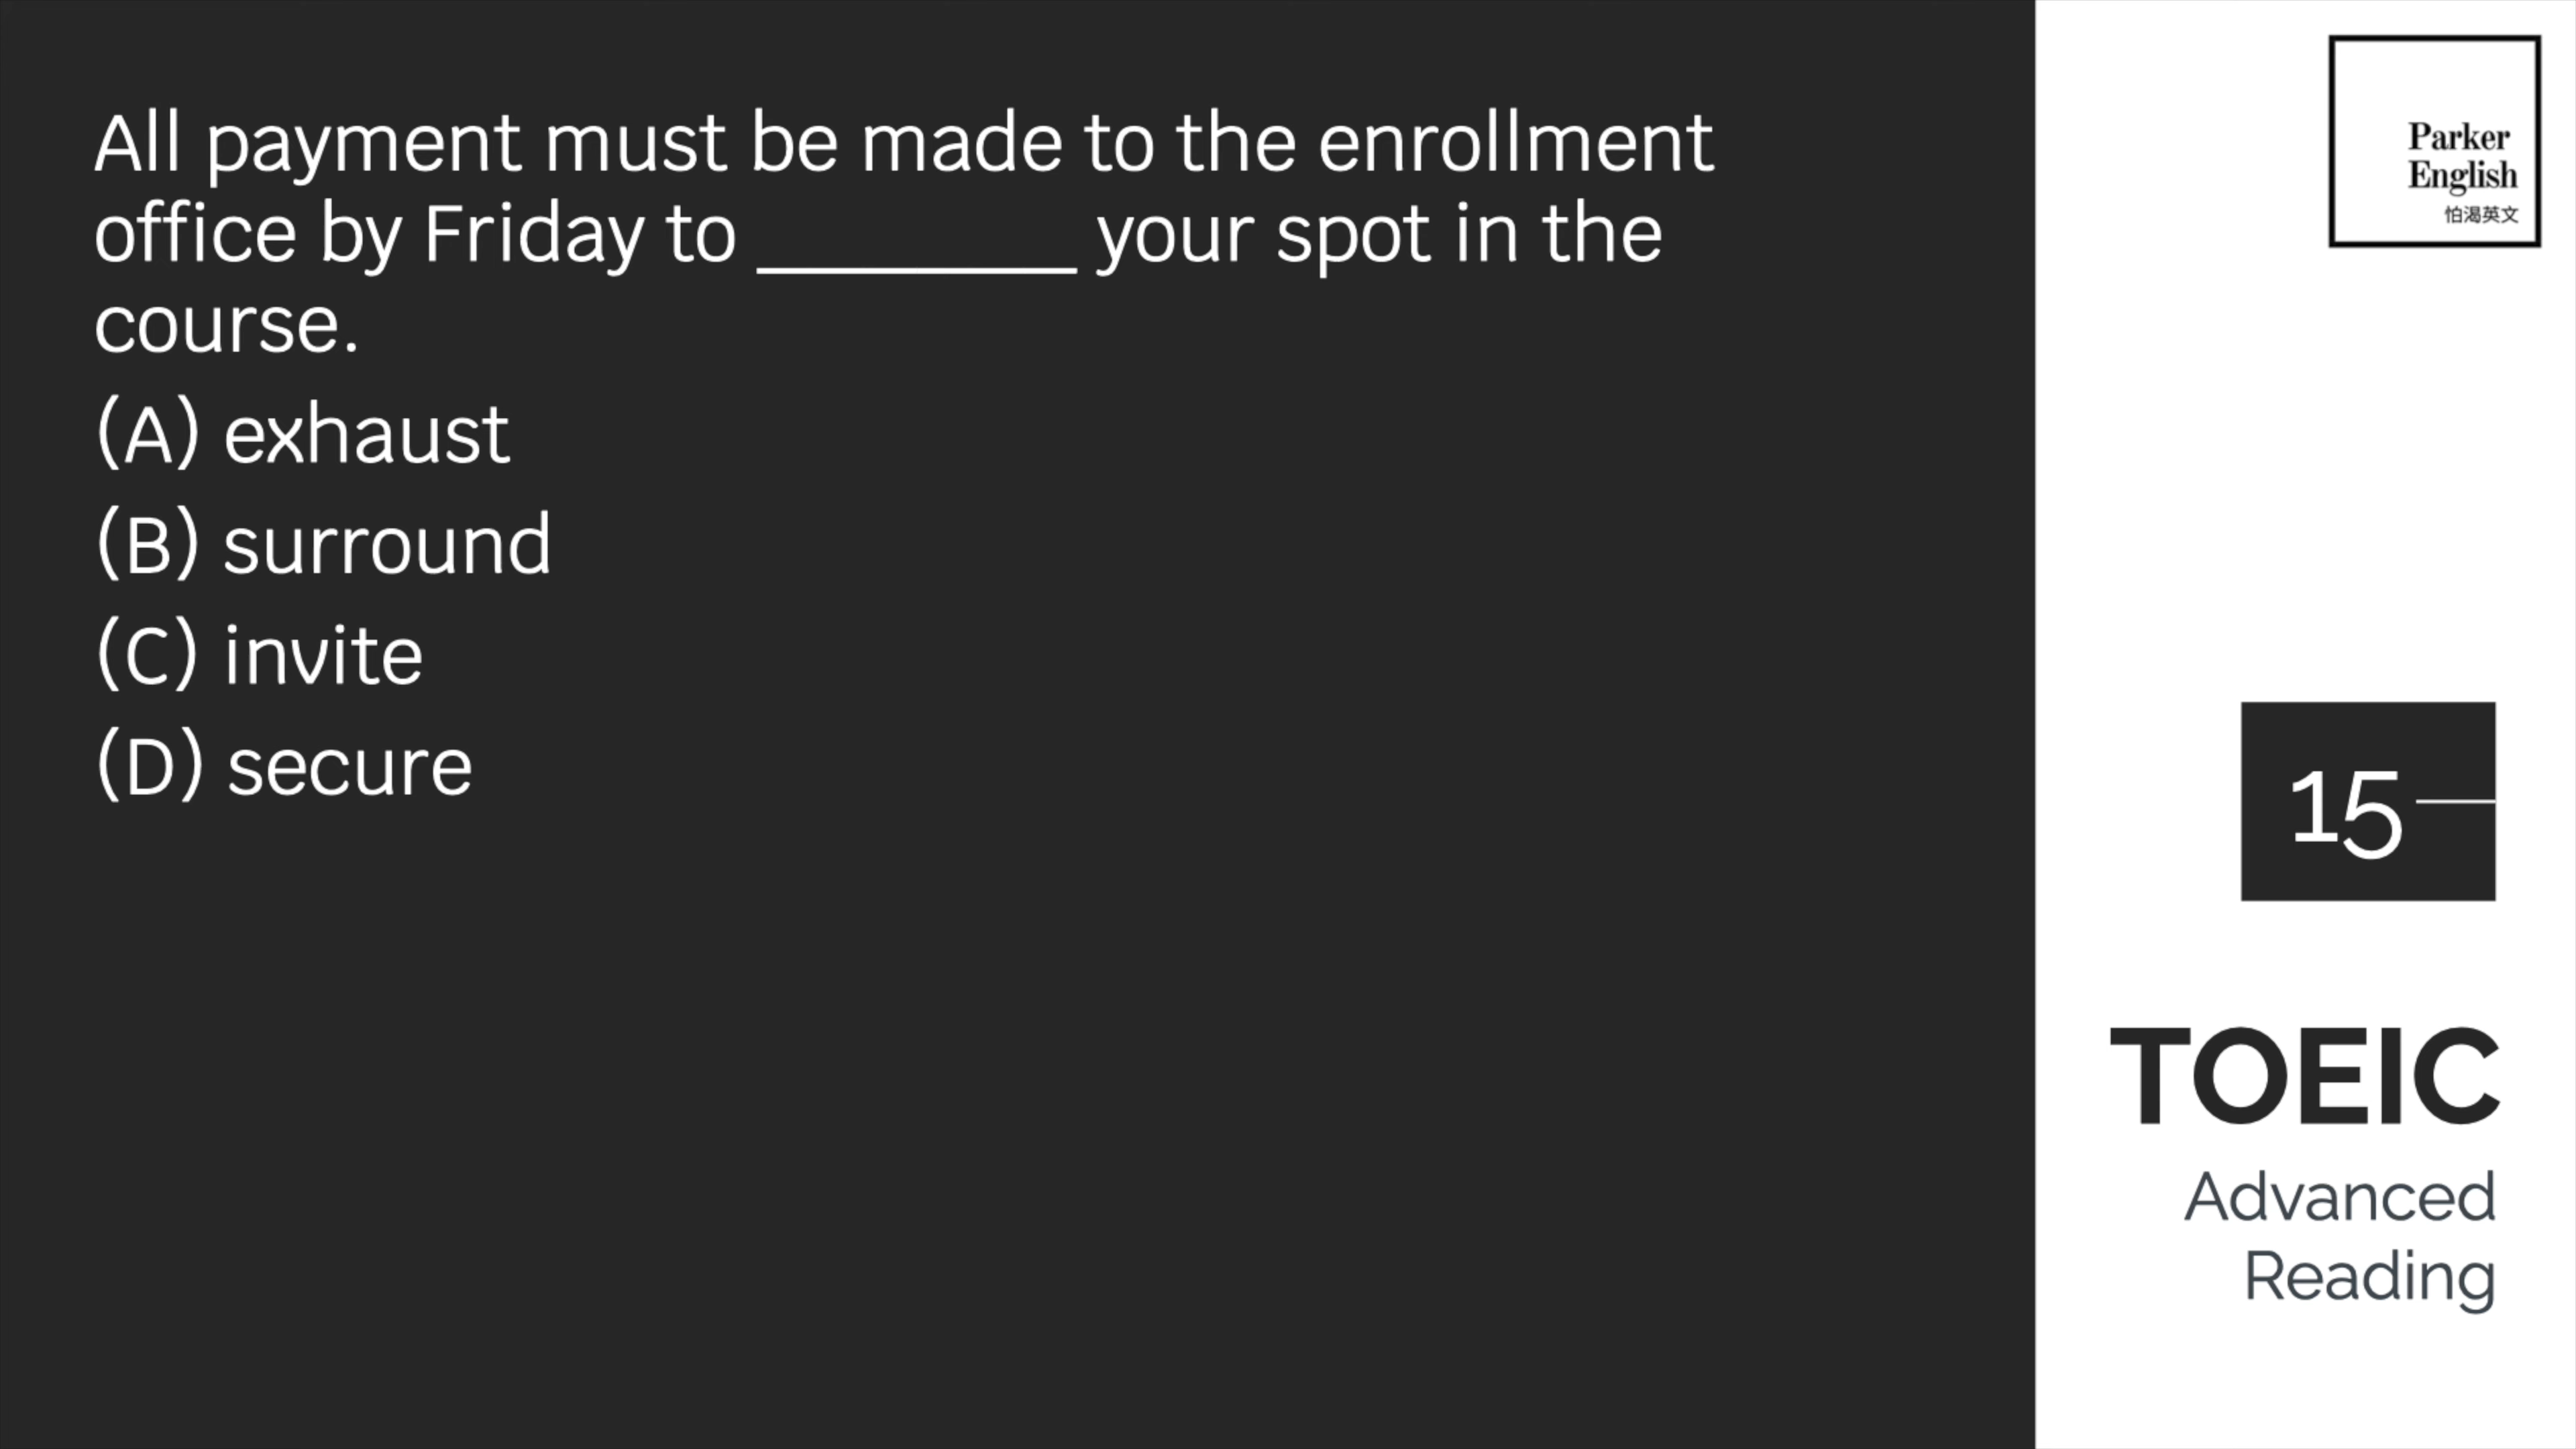 All payment must be made to the enrollment
office by Friday to ________ your spot in the
course.
(A) exhaust
(B) surround
(C) invite
(D) secure
Parker
English
怕渴英文
15
TOEIC
Advanced
Reading